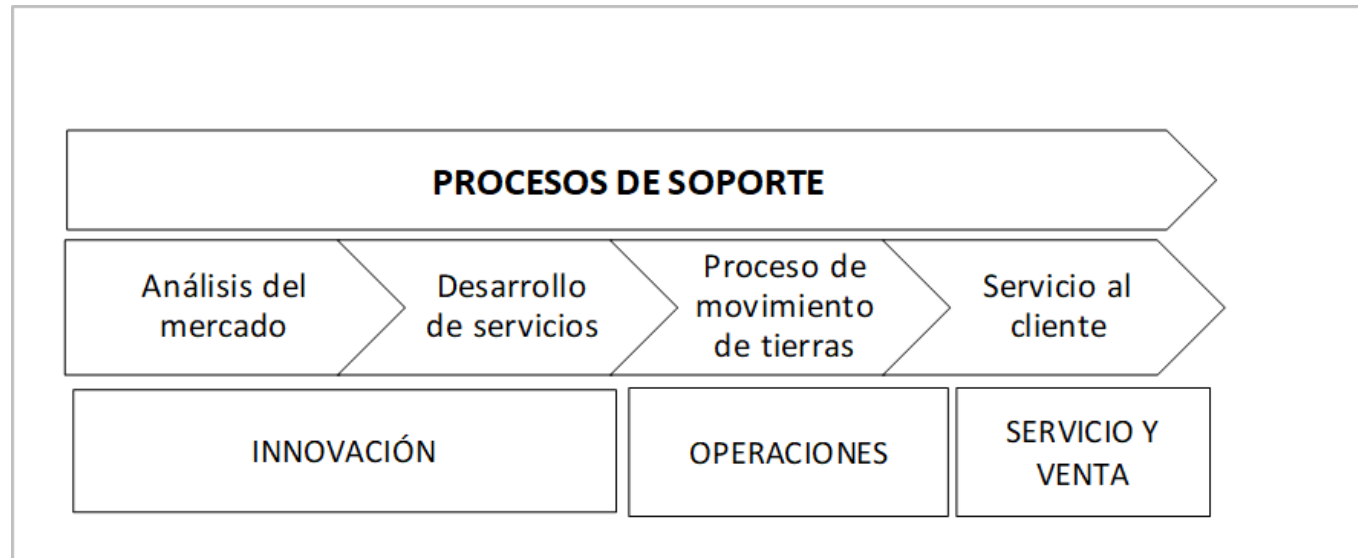 PROCESOS DE SOPORTE
Análisis del
mercado
Desarrollo
de servicios
Proceso de
movimiento
de tierras
Servicio al
cliente
INNOVACIÓN
OPERACIONES
SERVICIO Y
VENTA